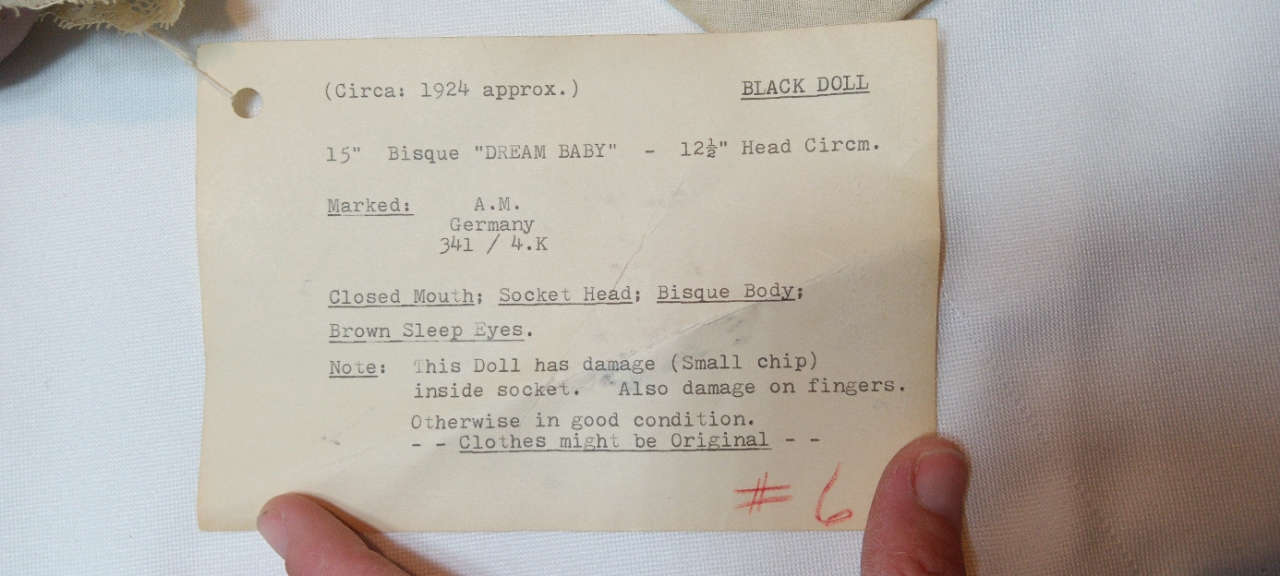 (Circa: 1924 approx.) BLACK DOLL
15" Bisque "DREAM BABY" - 12½" Head Circm.
Marked: A.M.
Germany
341 / 4.K
Closed Mouth; Socket Head; Bisque Body;
Brown Sleep Eyes.
Note: This Doll has damage (Small chip)
inside socket. Also damage on fingers.
Otherwise in good condition.
- - Clothes might be Original - -
# 6